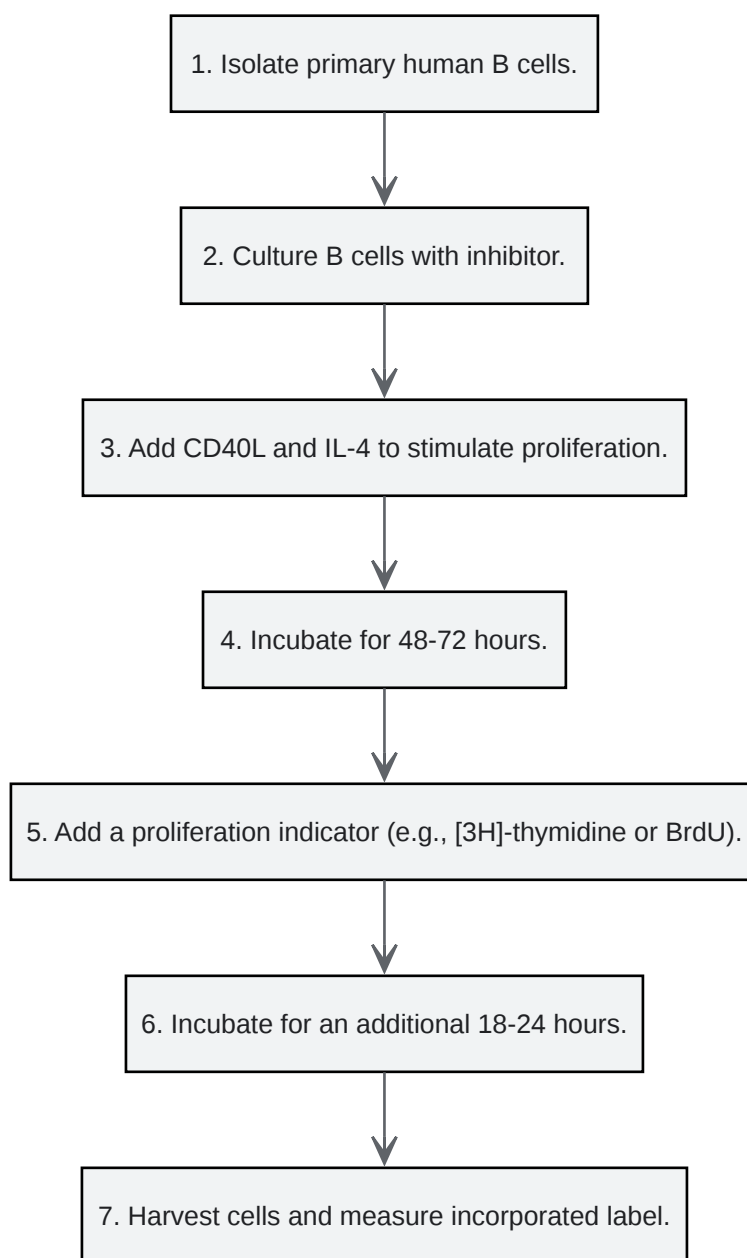 1. Isolate primary human B cells.
2. Culture B cells with inhibitor.
3. Add CD40L and IL-4 to stimulate proliferation.
4. Incubate for 48-72 hours.
5. Add a proliferation indicator (e.g., [3H]-thymidine or BrdU).
6. Incubate for an additional 18-24 hours.
7. Harvest cells and measure incorporated label.